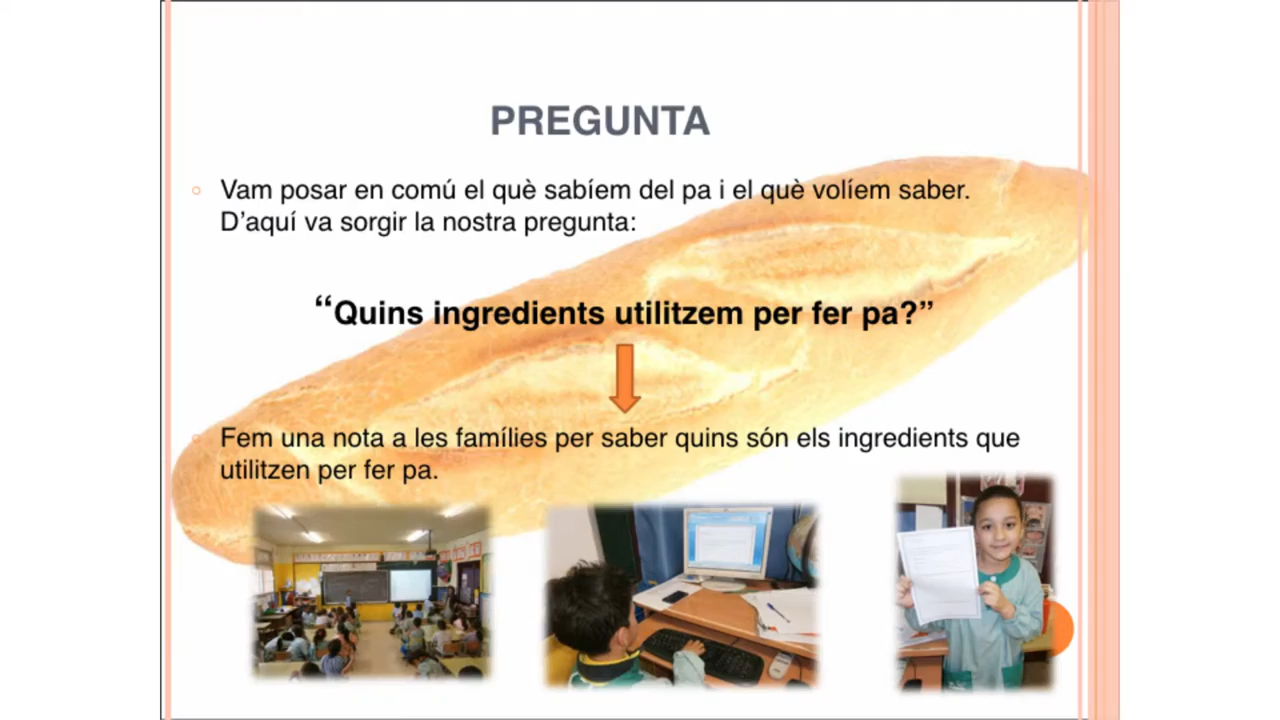 PREGUNTA
Vam posar en comú el què sabíem del pa i el què volíem saber.
D’aquí va sorgir la nostra pregunta:
“Quins ingredients utilitzem per fer pa?”
Fem una nota a les famílies per saber quins són els ingredients que
utilitzen per fer pa.